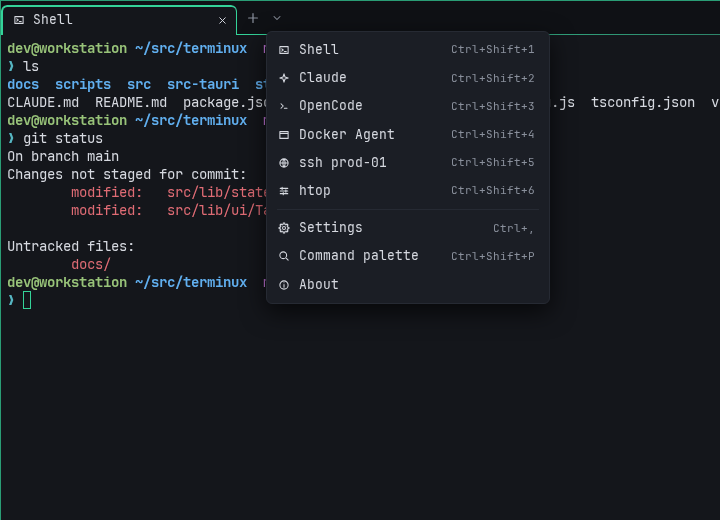 Shell
dev@workstation ~/src/terminux
❯ ls
docs  scripts  src  src-tauri
CLAUDE.md  README.md  .js  tsconfig.json
dev@workstation ~/src/terminux
❯ git status
On branch main
Changes not staged for commit:
modified:   src/lib/
modified:   src/lib/ui/
Untracked files:
docs/
dev@workstation ~/src/terminux
❯
Shell  Ctrl+Shift+1
Claude  Ctrl+Shift+2
OpenCode  Ctrl+Shift+3
Docker Agent  Ctrl+Shift+4
ssh prod-01  Ctrl+Shift+5
htop  Ctrl+Shift+6
Settings  Ctrl+,
Command palette  Ctrl+Shift+P
About